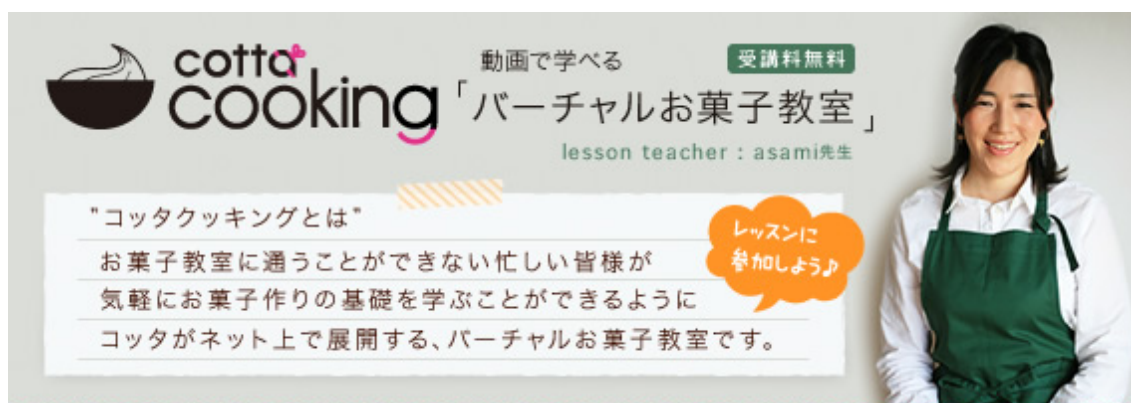 cotta
cooking
動画で学べる
受講料無料
「バーチャルお菓子教室」
lesson teacher : asami先生
"コッタクッキングとは"
お菓子教室に通うことができない忙しい皆様が
気軽にお菓子作りの基礎を学ぶことができるように
コッタがネット上で展開する、バーチャルお菓子教室です。
レッスンに
参加しよう♪